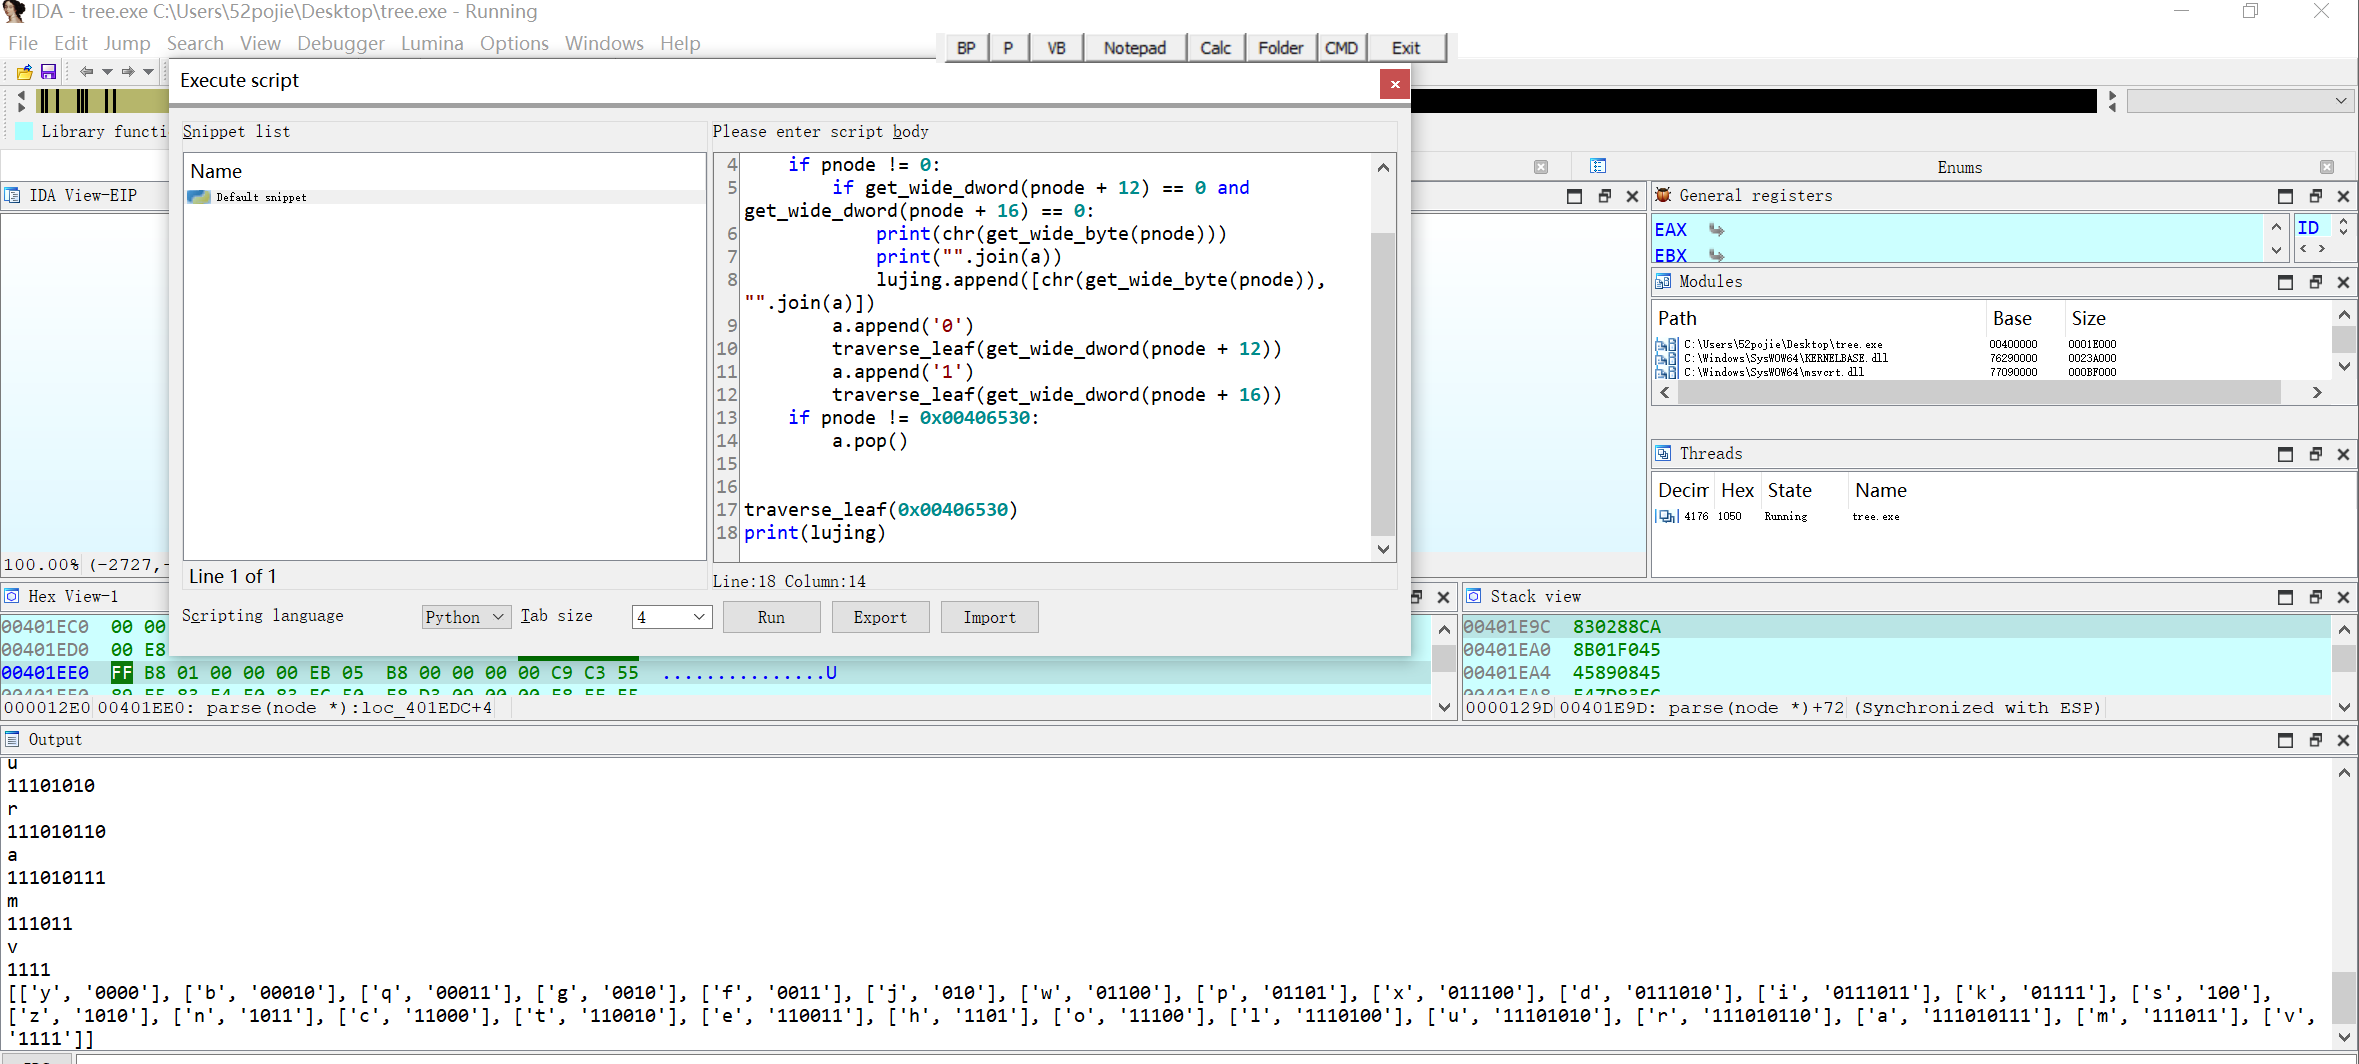 IDA - tree.exe C:\Users\52pojie\Desktop\tree.exe - Running
File Edit Jump Search View Debugger Lumina Options Windows Help
BP P VB Notepad Calc Folder CMD Exit
Execute script
Library functi
Snippet list
Please enter script body
Name
Default snippet
4 if pnode != 0:
5 if get_wide_dword(pnode + 12) == 0 and
get_wide_dword(pnode + 16) == 0:
6 print(chr(get_wide_byte(pnode)))
7 print("".join(a))
8 lujing.append([chr(get_wide_byte(pnode)),
"".join(a)])
9 a.append('0')
10 traverse_leaf(get_wide_dword(pnode + 12))
11 a.append('1')
12 traverse_leaf(get_wide_dword(pnode + 16))
13 if pnode != 0x00406530:
14 a.pop()
15
16
17 traverse_leaf(0x00406530)
18 print(lujing)
Line 1 of 1
Line:18 Column:14
Scripting language Python Tab size 4 Run Export Import
IDA View-EIP
100.00% (-2727,-
Enums
General registers
EAX
EBX
ID
Modules
Path Base Size
C:\Users\52pojie\Desktop\tree.exe 00400000 0001E000
C:\Windows\SysWOW64\KERNELBASE.dll 76290000 0023A000
C:\Windows\SysWOW64\msvcrt.dll 77090000 000BF000
Threads
Decim Hex State Name
4176 1050 Running tree.exe
Hex View-1
00401EC0 00 00
00401ED0 00 E8
00401EE0 FF B8 01 00 00 00 EB 05 B8 00 00 00 00 C9 C3 55 ...............U
000012E0 00401EE0: parse(node *):loc_401EDC+4
Stack view
00401E9C 830288CA
00401EA0 8B01F045
00401EA4 45890845
00401EA8 E47D835C
0000129D 00401E9D: parse(node *)+72 (Synchronized with ESP)
Output
u
11101010
r
111010110
a
111010111
m
111011
v
1111
[['y', '0000'], ['b', '00010'], ['q', '00011'], ['g', '0010'], ['f', '0011'], ['j', '010'], ['w', '01100'], ['p', '01101'], ['x', '011100'], ['d', '0111010'], ['i', '0111011'], ['k', '01111'], ['s', '100'],
['z', '1010'], ['n', '1011'], ['c', '11000'], ['t', '110010'], ['e', '110011'], ['h', '1101'], ['o', '11100'], ['l', '1110100'], ['u', '11101010'], ['r', '111010110'], ['a', '111010111'], ['m', '111011'], ['v',
'1111']]